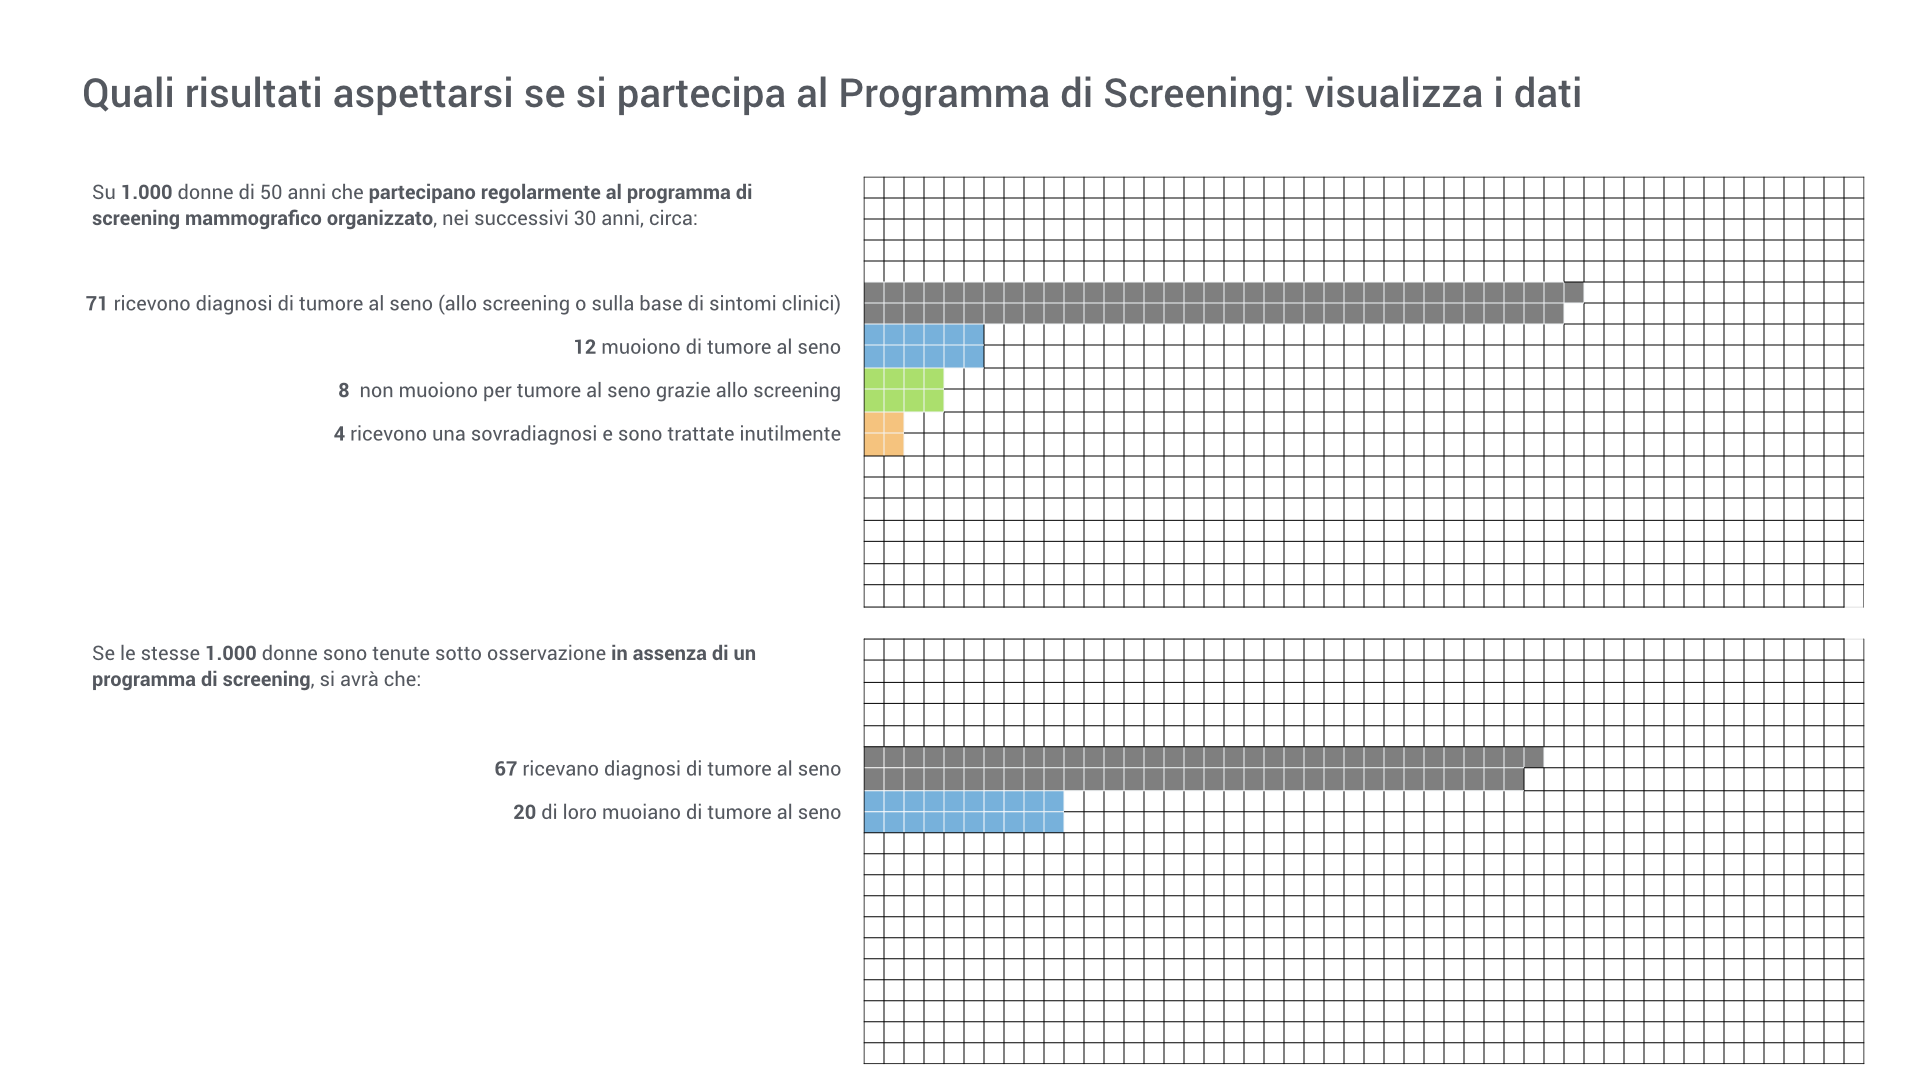 Quali risultati aspettarsi se si partecipa al Programma di Screening: visualizza i dati
Su 1.000 donne di 50 anni che partecipano regolarmente al programma di
screening mammografico organizzato, nei successivi 30 anni, circa:
71 ricevono diagnosi di tumore al seno (allo screening o sulla base di sintomi clinici)
12 muoiono di tumore al seno
8 non muoiono per tumore al seno grazie allo screening
4 ricevono una sovradiagnosi e sono trattate inutilmente
Se le stesse 1.000 donne sono tenute sotto osservazione in assenza di un
programma di screening, si avrà che:
67 ricevano diagnosi di tumore al seno
20 di loro muoiano di tumore al seno